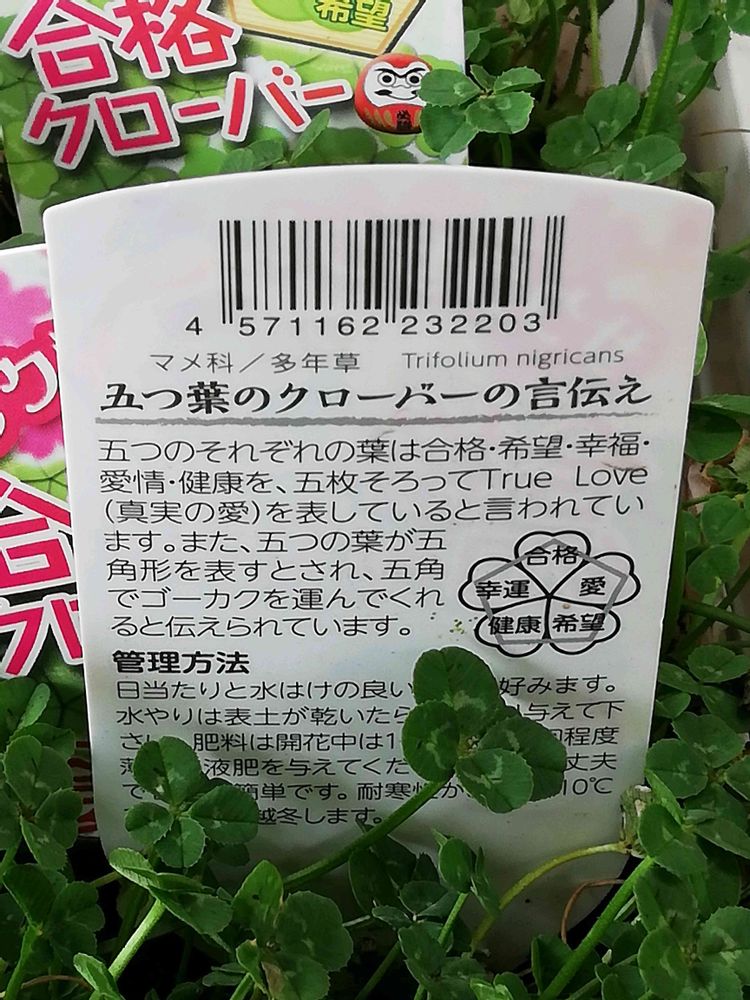 希望
合格
クローバー
合
4 571162 232203
マメ科／多年草 Trifolium nigricans
五つ葉のクローバーの言伝え
五つのそれぞれの葉は合格・希望・幸福・
愛情・健康を、五枚そろってTrue Love
(真実の愛)を表していると言われてい
ます。また、五つの葉が五
角形を表すとされ、五角
でゴーカクを運んでくれ
ると伝えられています。
合格
幸運 愛
健康 希望
管理方法
日当たりと水はけの良い 好みます。
水やりは表土が乾いたら 与えて下
さい 肥料は開花中は1 程度
液肥を与えてくだ 丈夫
で 簡単です。耐寒性が 10℃
越冬します。